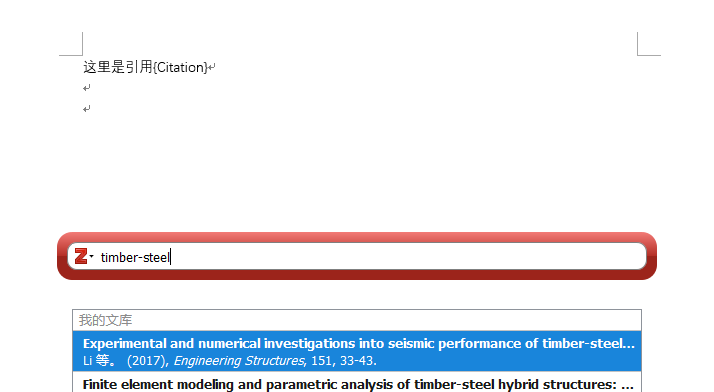 这里是引用{Citation}↵
↵
↵
Z timber-steel
我的文库
Experimental and numerical investigations into seismic performance of timber-steel...
Li 等。 (2017), Engineering Structures, 151, 33-43.
Finite element modeling and parametric analysis of timber-steel hybrid structures: ...